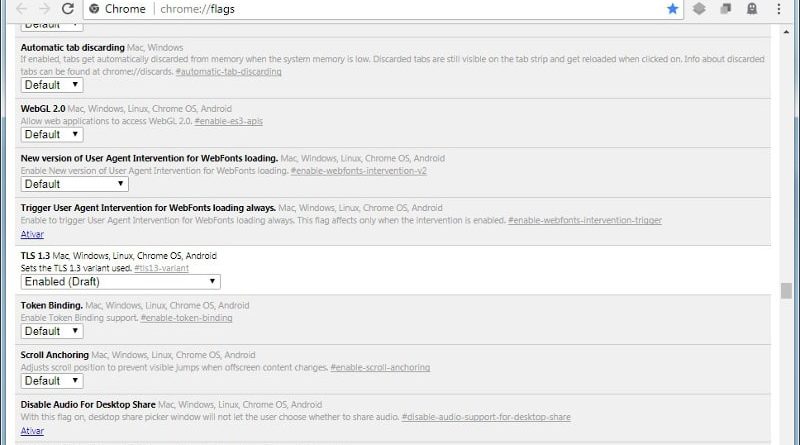 Chrome | chrome://flags
Default
Automatic tab discarding Mac, Windows
If enabled, tabs get automatically discarded from memory when the system memory is low. Discarded tabs are still visible on the tab strip and get reloaded when clicked on. Info about discarded
tabs can be found at chrome://discards. #automatic-tab-discarding
Default
WebGL 2.0 Mac, Windows, Linux, Chrome OS, Android
Allow web applications to access WebGL 2.0. #enable-es3-apis
Default
New version of User Agent Intervention for WebFonts loading. Mac, Windows, Linux, Chrome OS, Android
Enable New version of User Agent Intervention for WebFonts loading. #enable-webfonts-intervention-v2
Default
Trigger User Agent Intervention for WebFonts loading always. Mac, Windows, Linux, Chrome OS, Android
Enable to trigger User Agent Intervention for WebFonts loading always. This flag affects only when the intervention is enabled. #enable-webfonts-intervention-trigger
Ativar
TLS 1.3 Mac, Windows, Linux, Chrome OS, Android
Sets the TLS 1.3 variant used. #tls13-variant
Enabled (Draft)
Token Binding. Mac, Windows, Linux, Chrome OS, Android
Enable Token Binding support. #enable-token-binding
Default
Scroll Anchoring Mac, Windows, Linux, Chrome OS, Android
Adjusts scroll position to prevent visible jumps when offscreen content changes. #enable-scroll-anchoring
Default
Disable Audio For Desktop Share Mac, Windows, Linux, Chrome OS, Android
With this flag on, desktop share picker window will not let the user choose whether to share audio. #disable-audio-support-for-desktop-share
Ativar